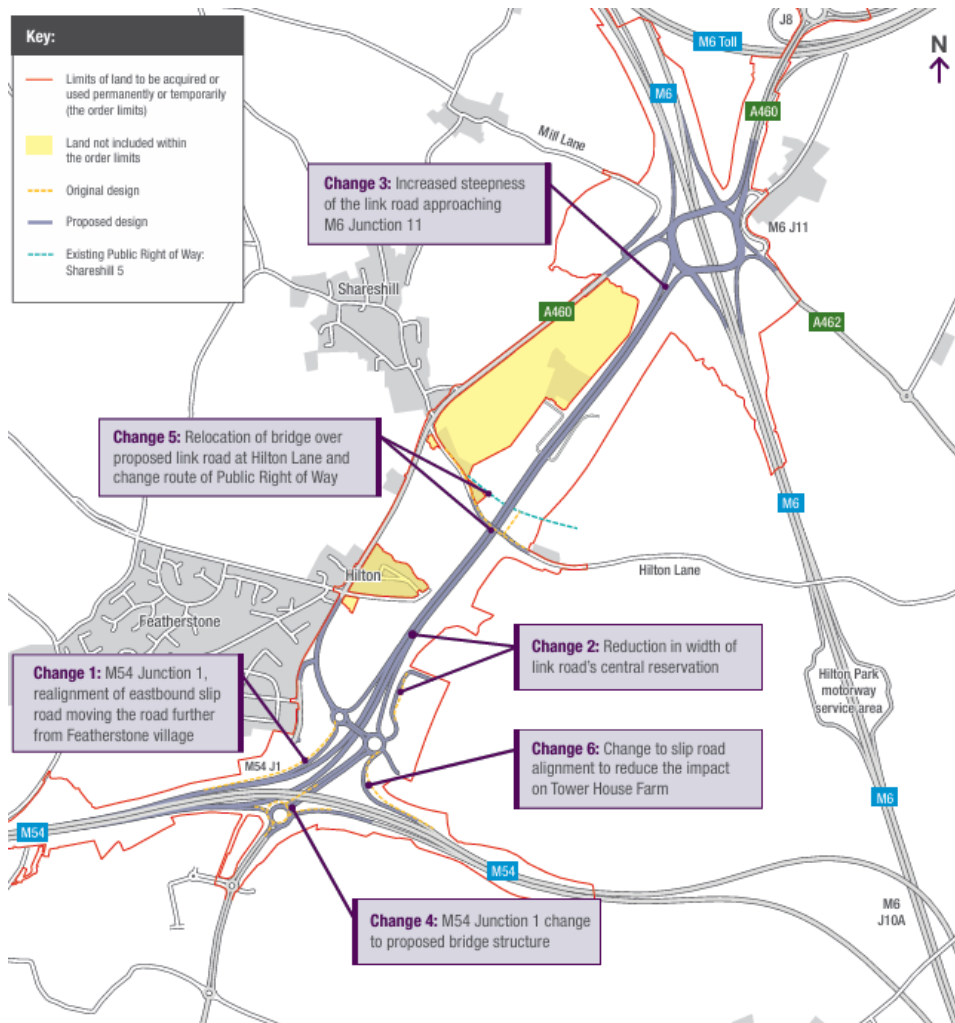 Key:
Limits of land to be acquired or
used permanently or temporarily
(the order limits)
Land not included within
the order limits
Original design
Proposed design
Existing Public Right of Way:
Shareshill 5
J8
M6 Toll
N
M6
A460
Mill Lane
Change 3: Increased steepness
of the link road approaching
M6 Junction 11
M6 J11
Shareshill
A460
A462
Change 5: Relocation of bridge over
proposed link road at Hilton Lane and
change route of Public Right of Way
M6
Hilton Lane
Hilton
Featherstone
Change 2: Reduction in width of
link road's central reservation
Change 1: M54 Junction 1,
realignment of eastbound slip
road moving the road further
from Featherstone village
Hilton Park
motorway
service area
M54 J1
Change 6: Change to slip road
alignment to reduce the impact
on Tower House Farm
M6
M54
M54
M6
J10A
Change 4: M54 Junction 1 change
to proposed bridge structure